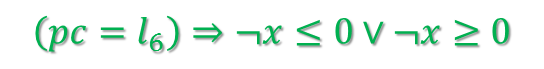 (pc = l₆) ⇒ ¬x ≤ 0 ∨ ¬x ≥ 0